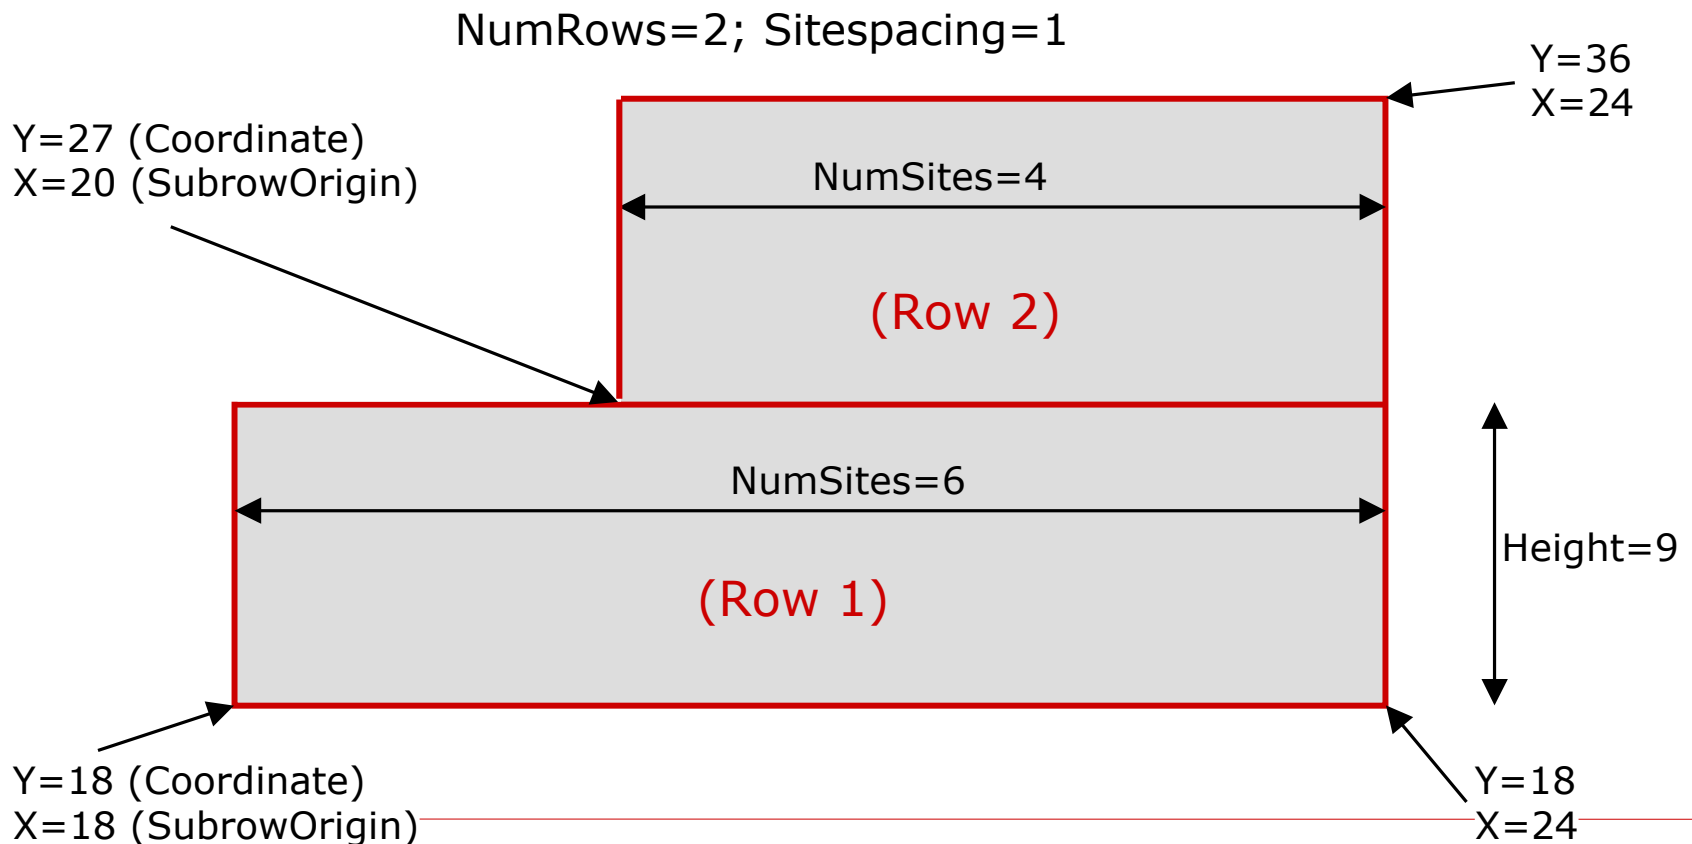 NumRows=2; Sitespacing=1
Y=36
X=24
Y=27 (Coordinate)
X=20 (SubrowOrigin)
NumSites=4
(Row 2)
NumSites=6
Height=9
(Row 1)
Y=18 (Coordinate)
X=18 (SubrowOrigin)
Y=18
X=24